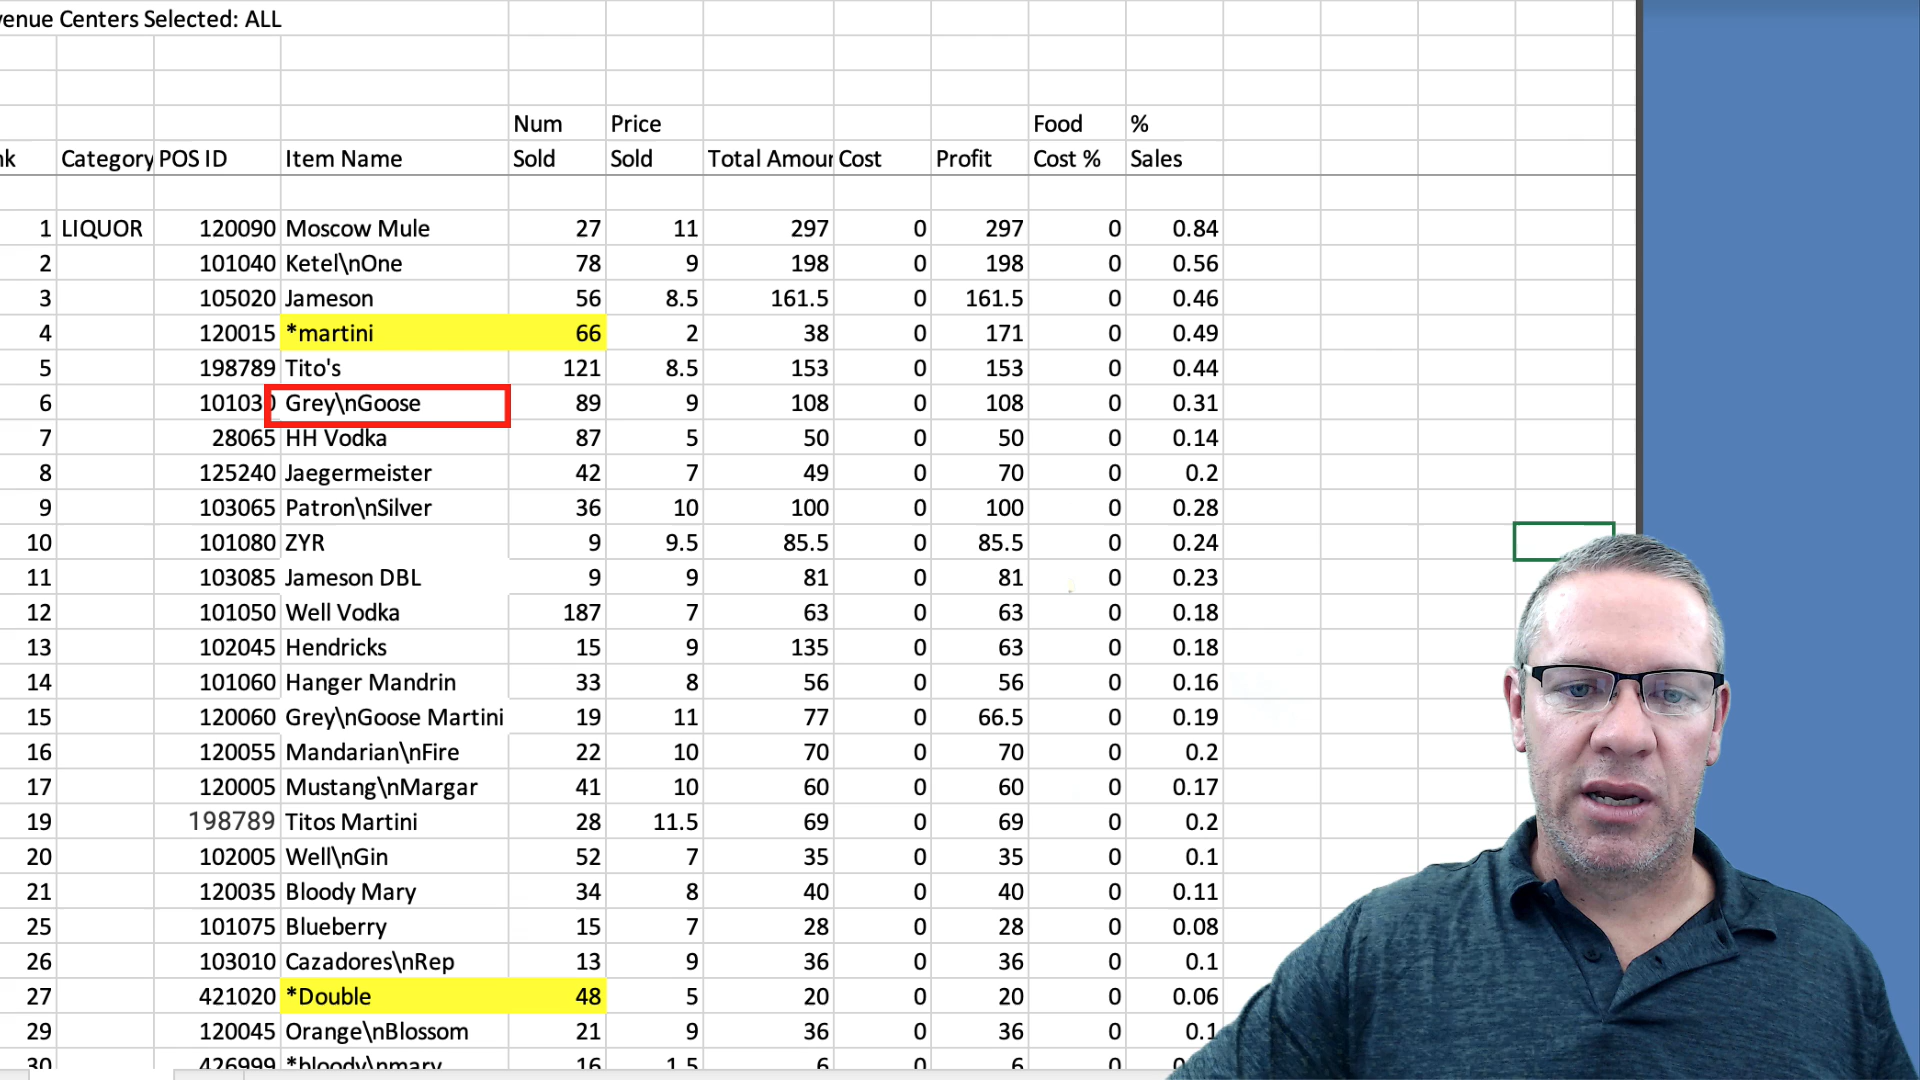 venue Centers Selected: ALL
Num Price Food %
nk Category POS ID Item Name Sold Sold Total Amour Cost Profit Cost % Sales
1 LIQUOR 120090 Moscow Mule 27 11 297 0 297 0 0.84
2 101040 Ketel\nOne 78 9 198 0 198 0 0.56
3 105020 Jameson 56 8.5 161.5 0 161.5 0 0.46
4 120015 *martini 66 2 38 0 171 0 0.49
5 198789 Tito's 121 8.5 153 0 153 0 0.44
6 101030 Grey\nGoose 89 9 108 0 108 0 0.31
7 28065 HH Vodka 87 5 50 0 50 0 0.14
8 125240 Jaegermeister 42 7 49 0 70 0 0.2
9 103065 Patron\nSilver 36 10 100 0 100 0 0.28
10 101080 ZYR 9 9.5 85.5 0 85.5 0 0.24
11 103085 Jameson DBL 9 9 81 0 81 0 0.23
12 101050 Well Vodka 187 7 63 0 63 0 0.18
13 102045 Hendricks 15 9 135 0 63 0 0.18
14 101060 Hanger Mandrin 33 8 56 0 56 0 0.16
15 120060 Grey\nGoose Martini 19 11 77 0 66.5 0 0.19
16 120055 Mandarian\nFire 22 10 70 0 70 0 0.2
17 120005 Mustang\nMargar 41 10 60 0 60 0 0.17
19 198789 Titos Martini 28 11.5 69 0 69 0 0.2
20 102005 Well\nGin 52 7 35 0 35 0 0.1
21 120035 Bloody Mary 34 8 40 0 40 0 0.11
25 101075 Blueberry 15 7 28 0 28 0 0.08
26 103010 Cazadores\nRep 13 9 36 0 36 0 0.1
27 421020 *Double 48 5 20 0 20 0 0.06
29 120045 Orange\nBlossom 21 9 36 0 36 0 0.1
30 426999 *bloody\nmary 16 1.5 6 0 6 0